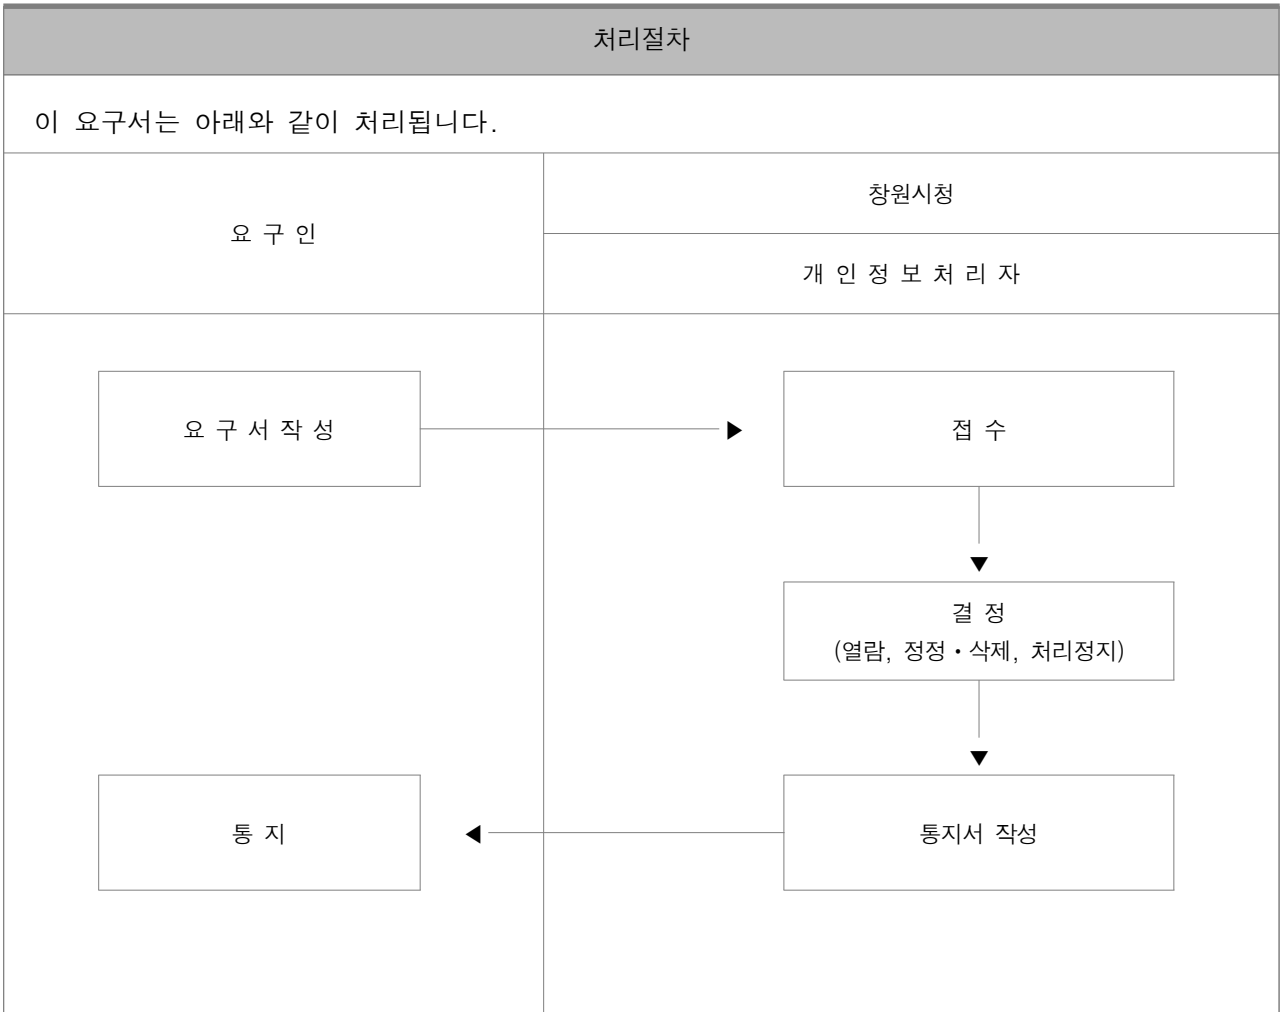 처리절차
이 요구서는 아래와 같이 처리됩니다.
요 구 인
창원시청
개 인 정 보 처 리 자
요 구 서 작 성
접 수
결 정
(열람, 정정・삭제, 처리정지)
통 지
통지서 작성